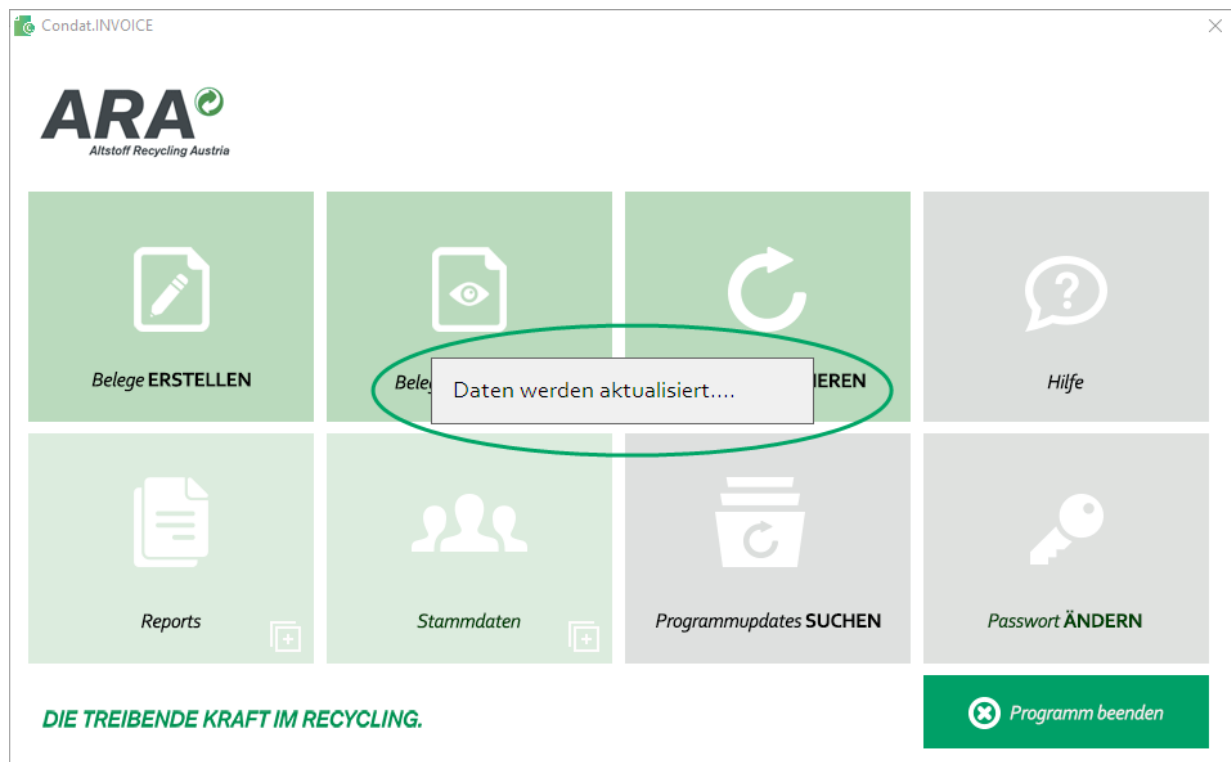 Condat.INVOICE
ARA
Altstoff Recycling Austria
Belege ERSTELLEN
Daten werden aktualisiert....
Hilfe
Reports
Stammdaten
Programmupdates SUCHEN
Passwort ÄNDERN
DIE TREIBENDE KRAFT IM RECYCLING.
Programm beenden